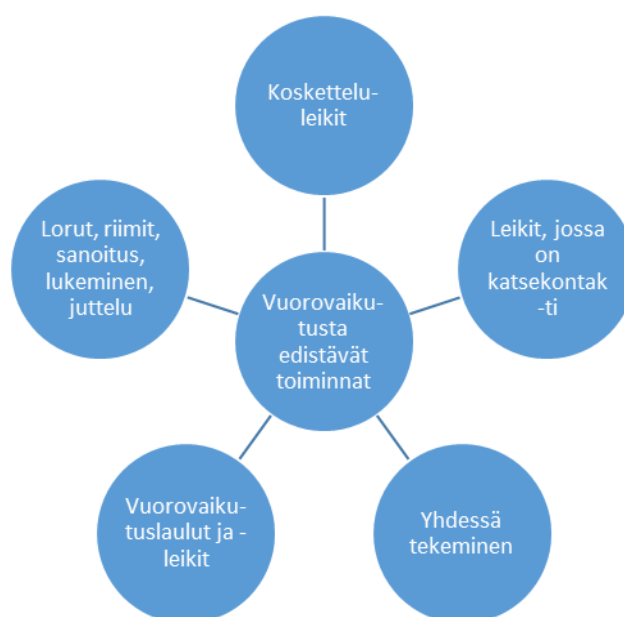 Koskettelu-
leikit
Lorut, riimit,
sanoitus,
lukeminen,
juttelu
Leikit, jossa
on
katsekontak
-ti
Vuorovaiku-
tusta
edistävät
toiminnat
Vuorovaiku-
tuslaulut ja -
leikit
Yhdessä
tekeminen